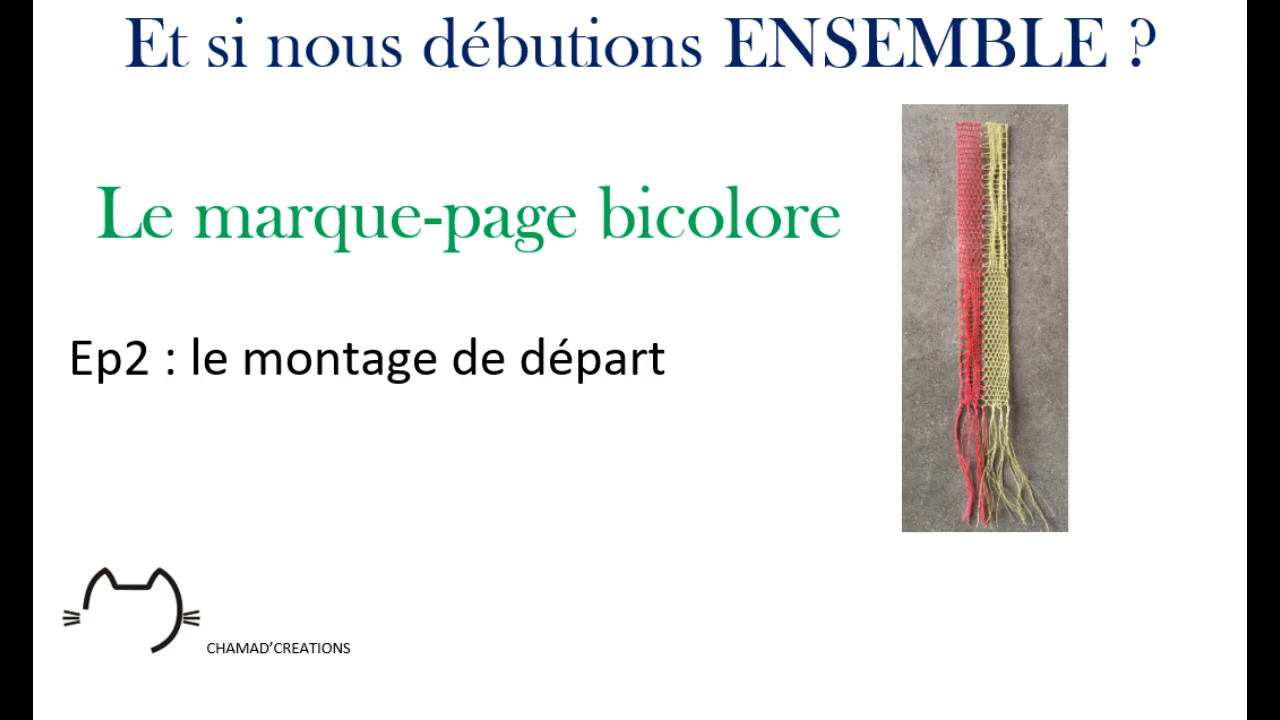 Et si nous débutions ENSEMBLE ?
Le marque-page bicolore
Ep2 : le montage de départ
CHAMAD'CREATIONS